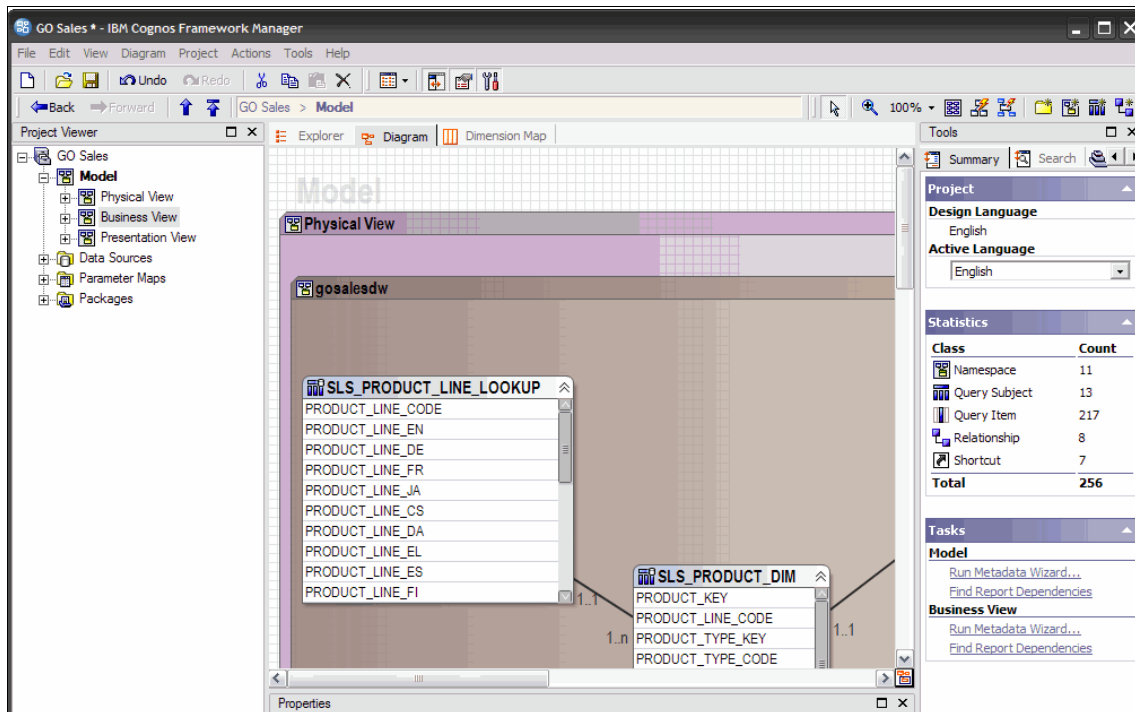 GO Sales * - IBM Cognos Framework Manager
File Edit View Diagram Project Actions Tools Help
Undo Redo
Back Forward GO Sales > Model 100%
Project Viewer
GO Sales
Model
Physical View
Business View
Presentation View
Data Sources
Parameter Maps
Packages
Explorer Diagram Dimension Map
Model
Physical View
gosalesdw
SLS_PRODUCT_LINE_LOOKUP
PRODUCT_LINE_CODE
PRODUCT_LINE_EN
PRODUCT_LINE_DE
PRODUCT_LINE_FR
PRODUCT_LINE_JA
PRODUCT_LINE_CS
PRODUCT_LINE_DA
PRODUCT_LINE_EL
PRODUCT_LINE_ES
PRODUCT_LINE_FI
1..1
1..n
SLS_PRODUCT_DIM
PRODUCT_KEY
PRODUCT_LINE_CODE
PRODUCT_TYPE_KEY
PRODUCT_TYPE_CODE
1..1
Properties
Tools
Summary Search
Project
Design Language
English
Active Language
English
Statistics
Class Count
Namespace 11
Query Subject 13
Query Item 217
Relationship 8
Shortcut 7
Total 256
Tasks
Model
Run Metadata Wizard...
Find Report Dependencies
Business View
Run Metadata Wizard...
Find Report Dependencies